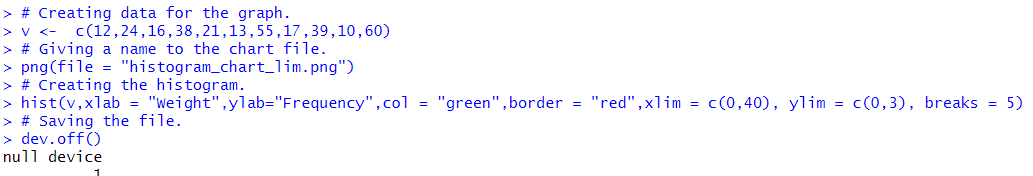 > # Creating data for the graph.
> v <-  c(12,24,16,38,21,13,55,17,39,10,60)
> # Giving a name to the chart file.
> png(file = "histogram_chart_lim.png")
> # Creating the histogram.
> hist(v,xlab = "Weight",ylab="Frequency",col = "green",border = "red",xlim = c(0,40), ylim = c(0,3), breaks = 5)
> # Saving the file.
> dev.off()
null device
          1